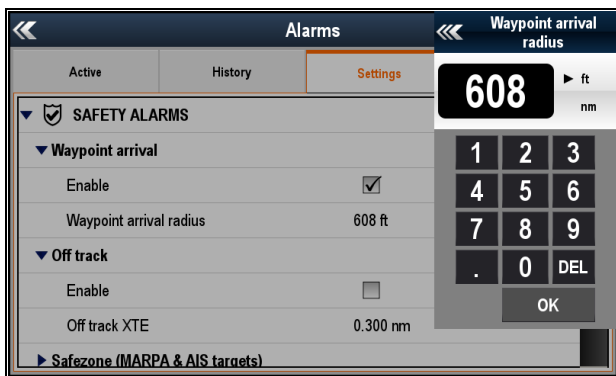 Alarms
Active History Settings
SAFETY ALARMS
Waypoint arrival
Enable
Waypoint arrival radius 608 ft
Off track
Enable
Off track XTE 0.300 nm
Safezone (MARPA & AIS targets)
Waypoint arrival
radius
608 ft
nm
1 2 3
4 5 6
7 8 9
. 0 DEL
OK